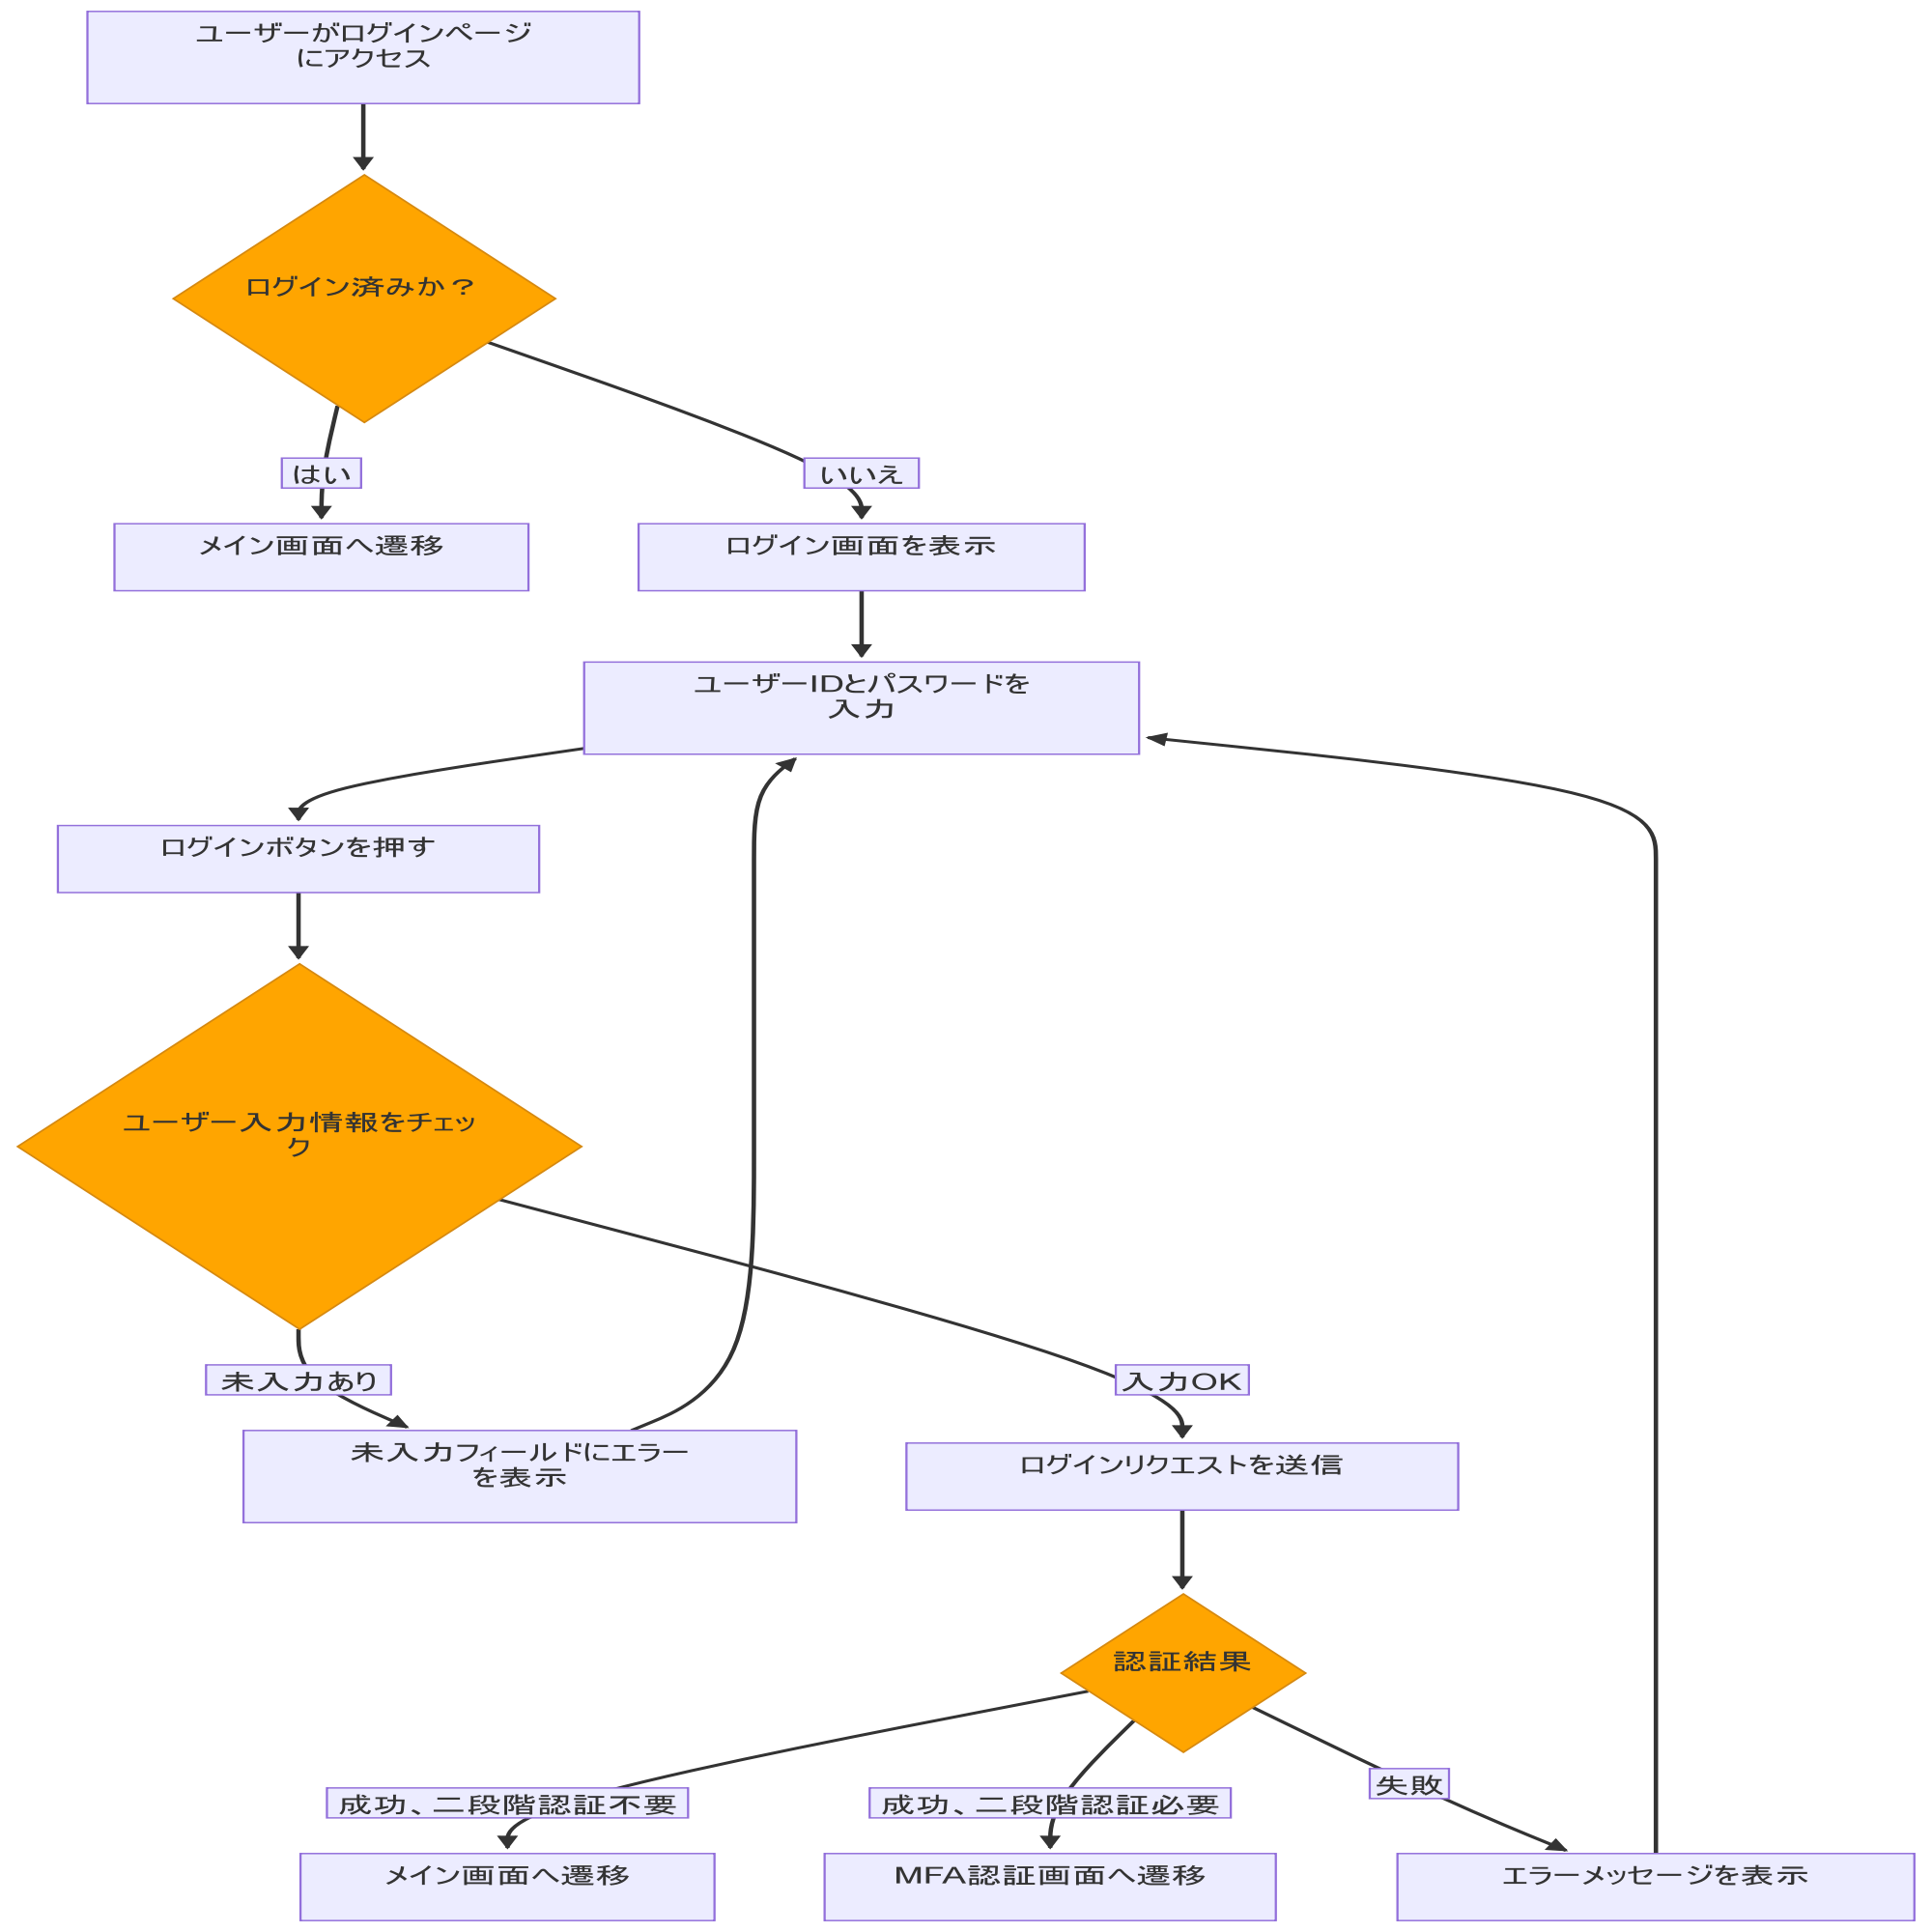 ユーザーがログインページ
にアクセス
ログイン済みか？
はい
いいえ
メイン画面へ遷移
ログイン画面を表示
ユーザーIDとパスワードを
入力
ログインボタンを押す
ユーザー入力情報をチェッ
ク
未入力あり
入力OK
未入力フィールドにエラー
を表示
ログインリクエストを送信
認証結果
成功、二段階認証不要
成功、二段階認証必要
失敗
メイン画面へ遷移
MFA認証画面へ遷移
エラーメッセージを表示